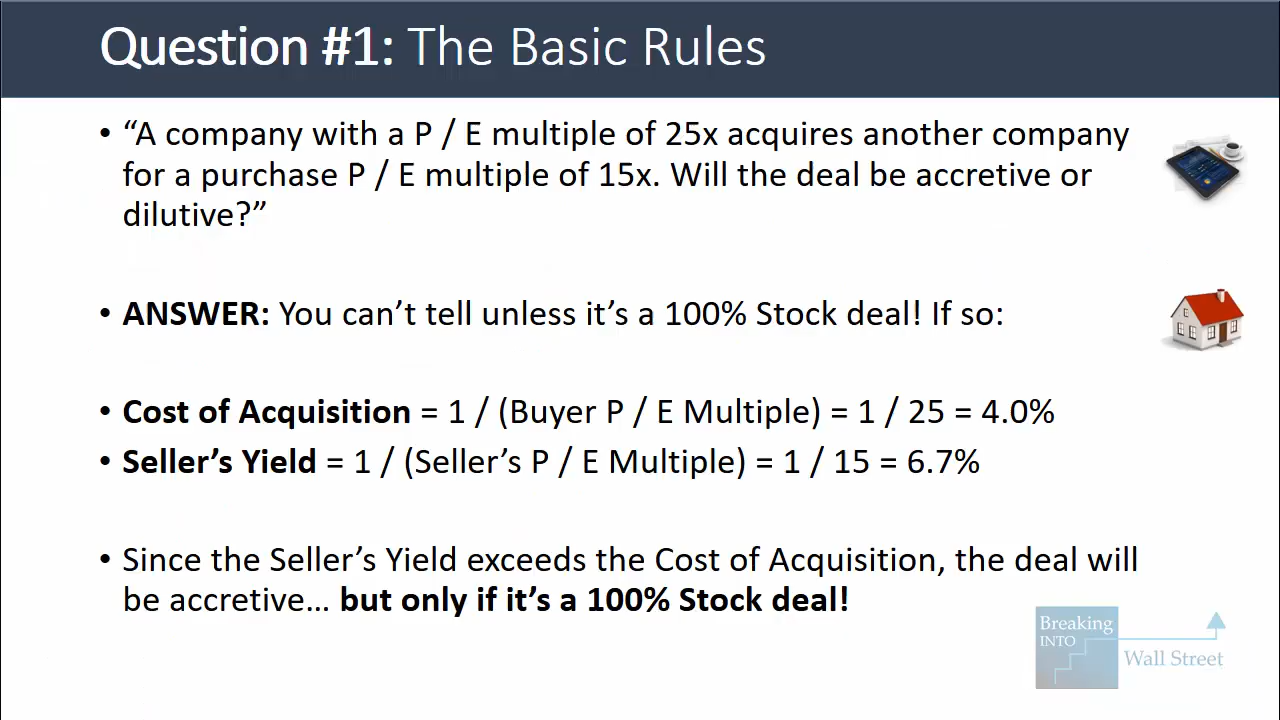 Question #1: The Basic Rules
• “A company with a P / E multiple of 25x acquires another company
for a purchase P / E multiple of 15x. Will the deal be accretive or
dilutive?”
• ANSWER: You can’t tell unless it’s a 100% Stock deal! If so:
• Cost of Acquisition = 1 / (Buyer P / E Multiple) = 1 / 25 = 4.0%
• Seller’s Yield = 1 / (Seller’s P / E Multiple) = 1 / 15 = 6.7%
• Since the Seller’s Yield exceeds the Cost of Acquisition, the deal will
be accretive… but only if it’s a 100% Stock deal!
Breaking
INTO
Wall Street